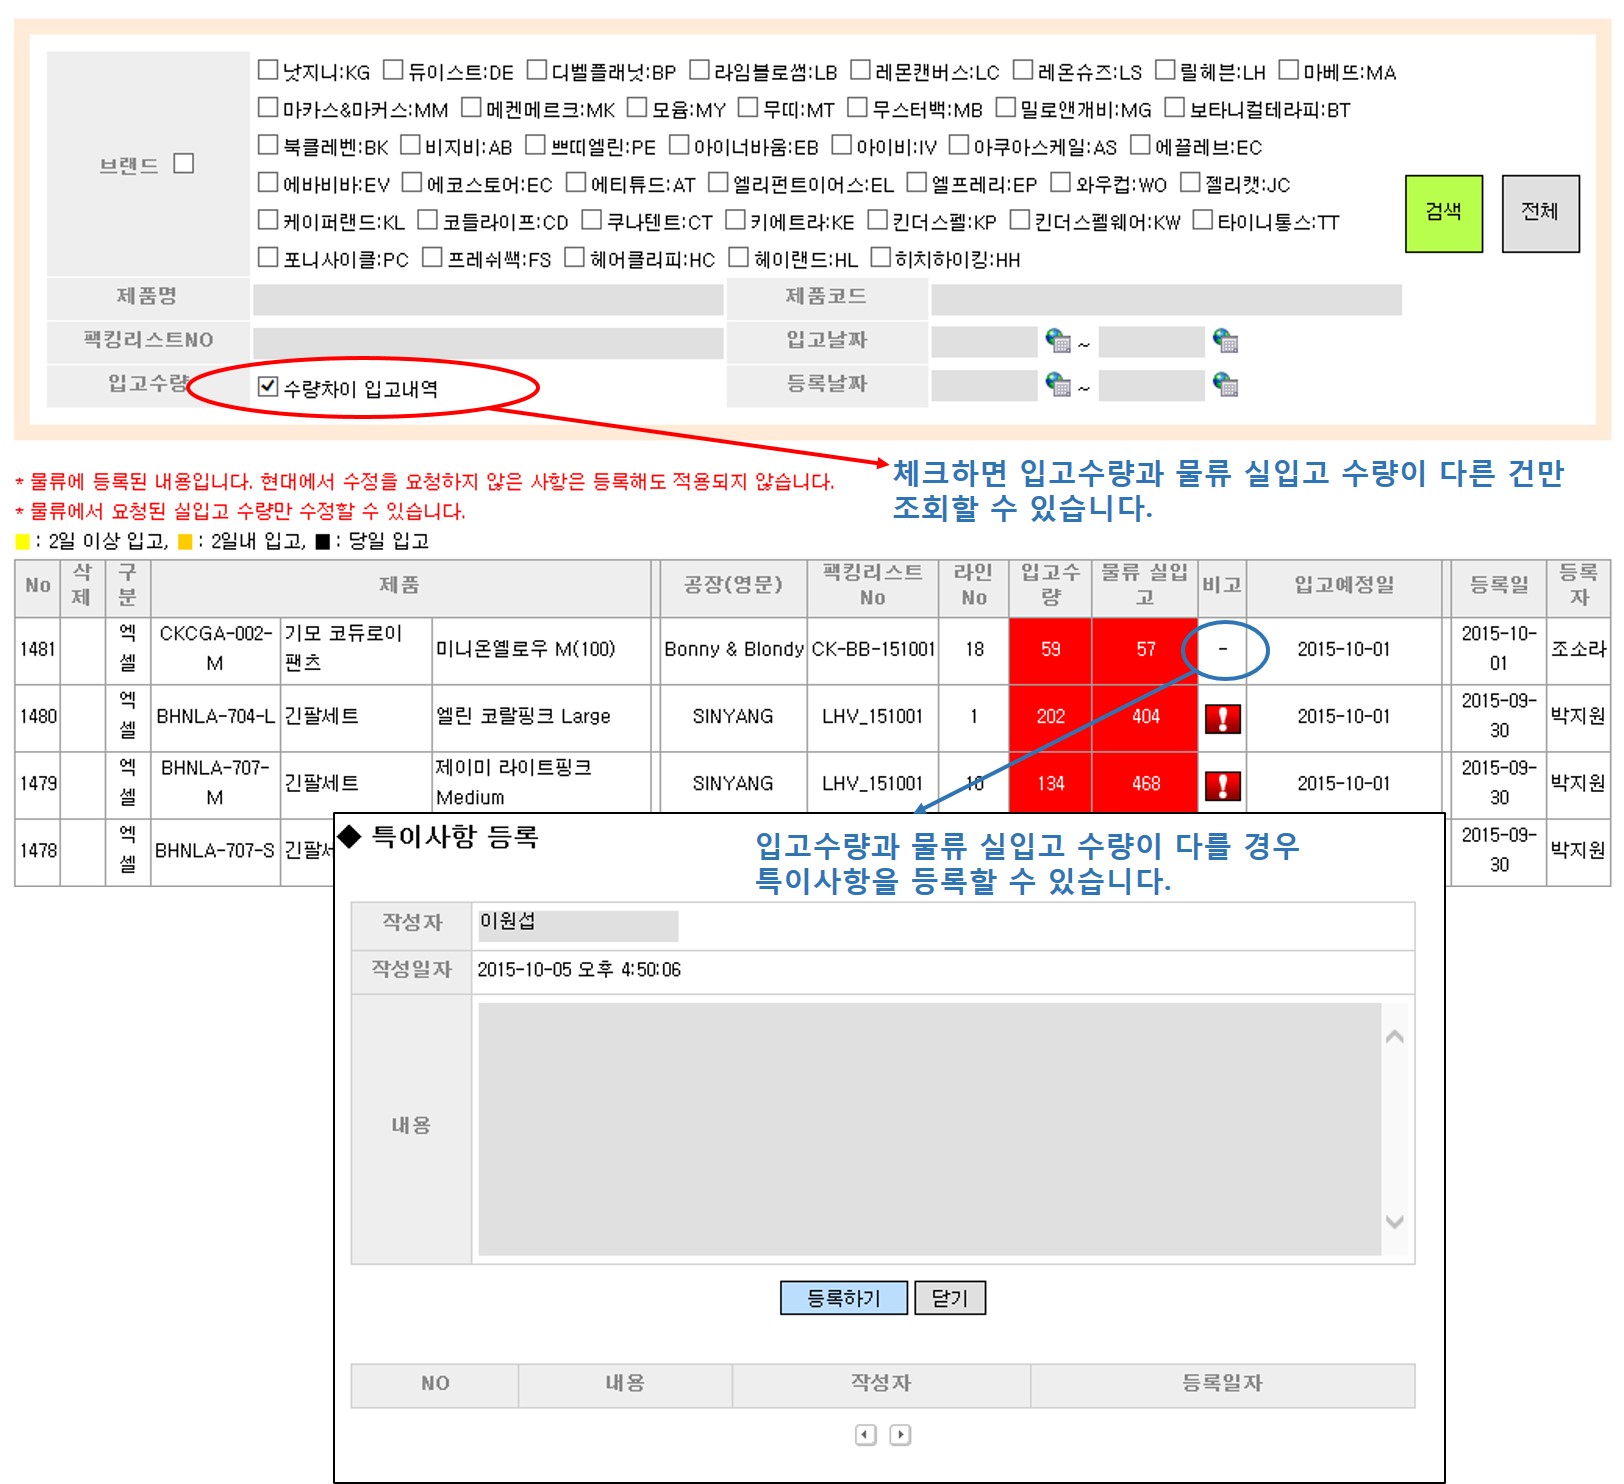 브랜드
낫지니:KG 듀이스트:DE 디벨플래닛:BP 라임블로썸:LB 레몬캔버스:LC 레온슈즈:LS 릴헤븐:LH 마베뜨:MA
마카스&마커스:MM 메켄메르크:MK 모윰:MY 무띠:MT 무스터백:MB 밀로앤개비:MG 보타니컬테라피:BT
북클레벤:BK 비지비:AB 쁘띠엘린:PE 아이너바움:EB 아이비:IV 아쿠아스케일:AS 에끌레브:EC
에바비바:EV 에코스토어:EC 에티튜드:AT 엘리펀트이어스:EL 엘프레리:EP 와우컵:WO 젤리캣:JC
케이퍼랜드:KL 코들라이프:CD 쿠나텐트:CT 키에트라:KE 킨더스펠:KP 킨더스펠웨어:KW 타이니통스:TT
포니사이클:PC 프레쉬쌕:FS 헤어클리피:HC 헤이랜드:HL 히치하이킹:HH
검색 전체
제품명 제품코드
팩킹리스트NO 입고날짜 ~
입고수량 수량차이 입고내역 등록날짜 ~
체크하면 입고수량과 물류 실입고 수량이 다른 건만
조회할 수 있습니다.
* 물류에 등록된 내용입니다. 현대에서 수정을 요청하지 않은 사항은 등록해도 적용되지 않습니다.
* 물류에서 요청된 실입고 수량만 수정할 수 있습니다.
: 2일 이상 입고, : 2일내 입고, : 당일 입고
No 삭제 구분 제품 공장(영문) 팩킹리스트 No 라인 No 입고수량 물류 실입고 비고 입고예정일 등록일 등록자
1481 엑셀 CKCGA-002-M 기모 코듀로이 팬츠 미니온옐로우 M(100) Bonny & Blondy CK-BB-151001 18 59 57 - 2015-10-01 2015-10-01 조소라
1480 엑셀 BHNLA-704-L 긴팔세트 엘린 코랄핑크 Large SINYANG LHV_151001 1 202 404 ! 2015-10-01 2015-09-30 박지원
1479 엑셀 BHNLA-707-M 긴팔세트 제이미 라이트핑크 Medium SINYANG LHV_151001 10 134 468 ! 2015-10-01 2015-09-30 박지원
1478 엑셀 BHNLA-707-S 긴팔 2015-09-30 박지원
◆ 특이사항 등록
입고수량과 물류 실입고 수량이 다를 경우
특이사항을 등록할 수 있습니다.
작성자 이원섭
작성일자 2015-10-05 오후 4:50:06
내용
등록하기 닫기
NO 내용 작성자 등록일자